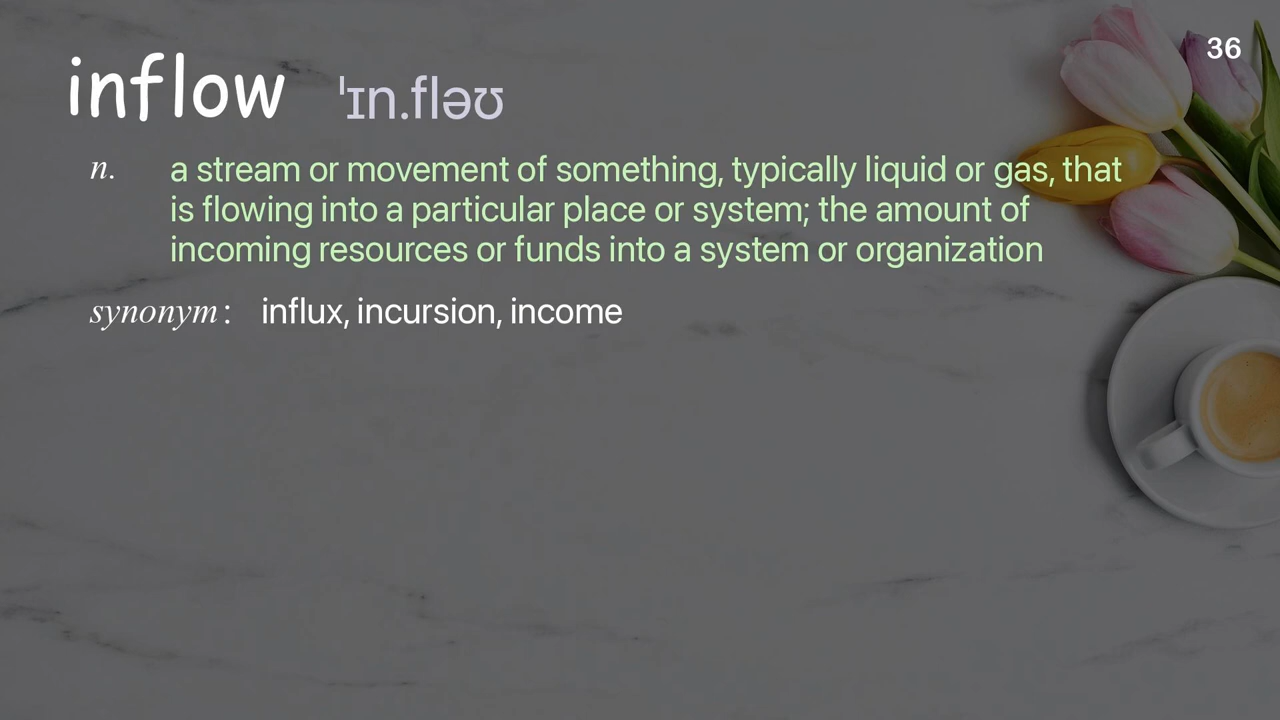 36
inflow ˈɪn.fləʊ
n. a stream or movement of something, typically liquid or gas, that
is flowing into a particular place or system; the amount of
incoming resources or funds into a system or organization
synonym: influx, incursion, income